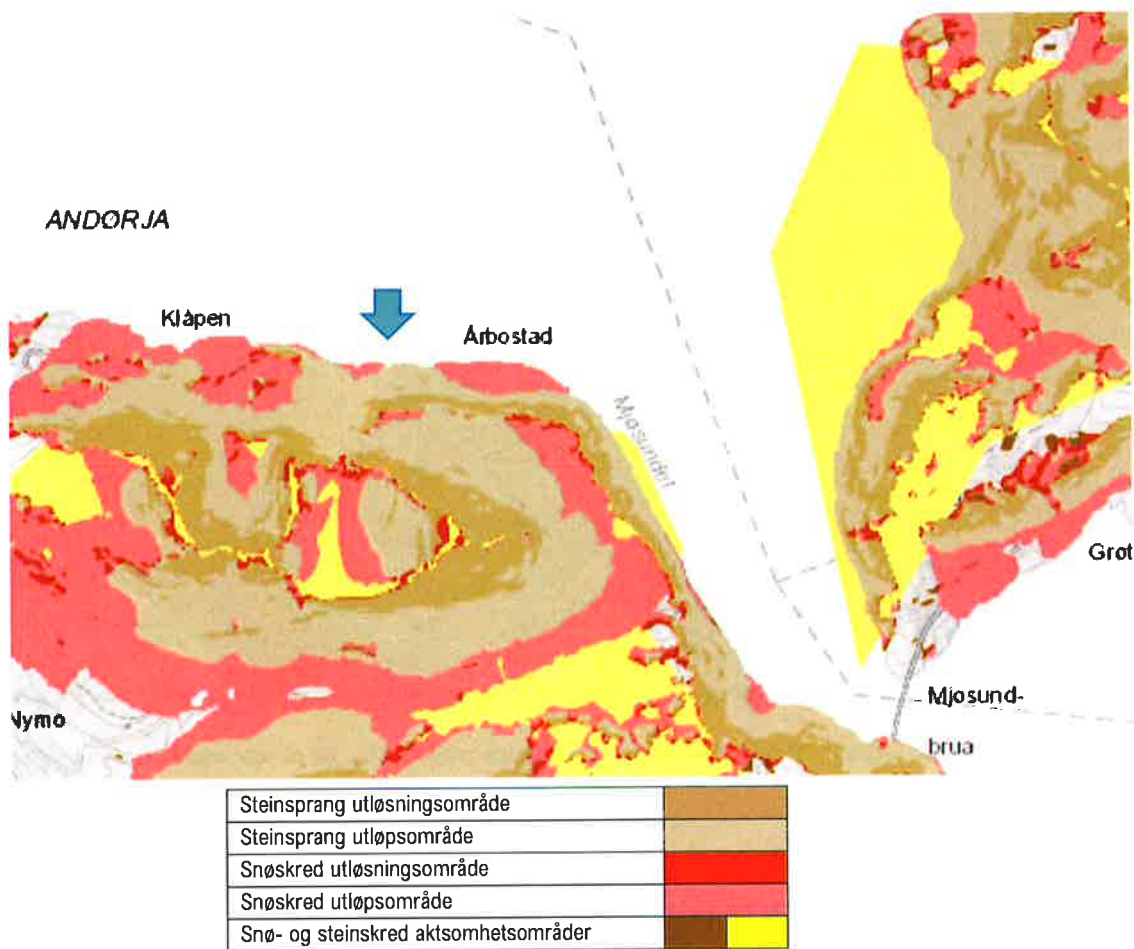 ANDØRJA
Klåpen
Årbostad
Mjøsundet
Grøt
Nymo
Mjøsund-
brua
Steinsprang utløsningsområde
Steinsprang utløpsområde
Snøskred utløsningsområde
Snøskred utløpsområde
Snø- og steinskred aktsomhetsområder